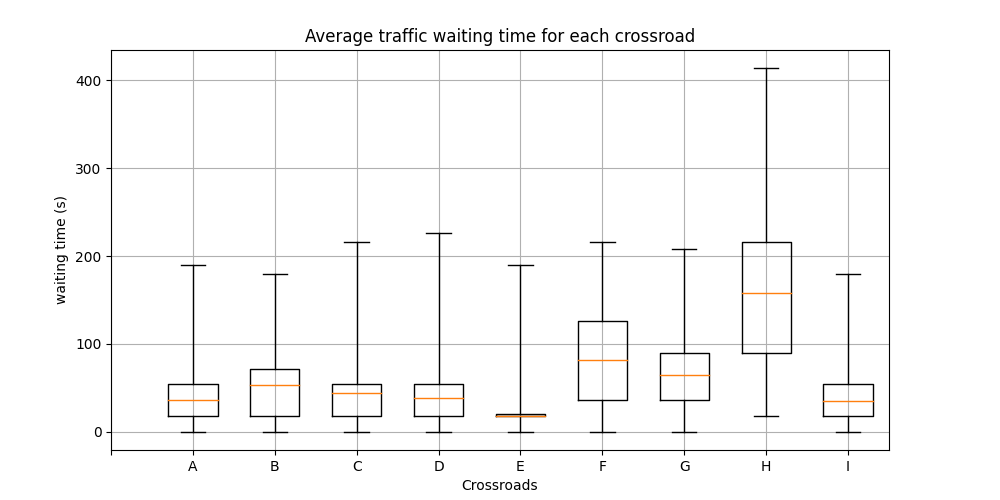 Average traffic waiting time for each crossroad
waiting time (s)
400
300
200
100
0
A B C D E F G H I
Crossroads